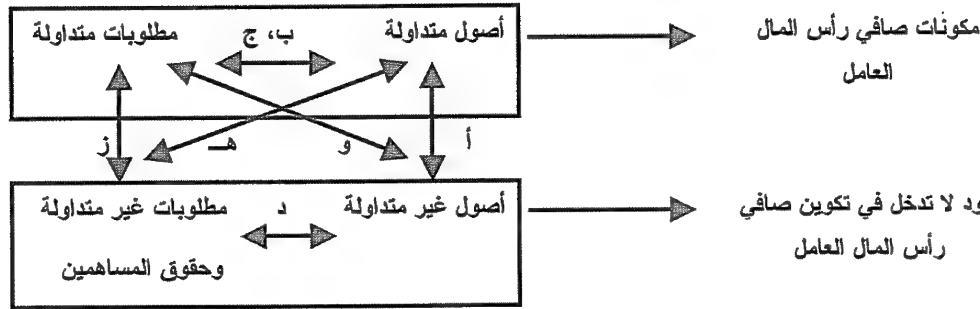 أصول متداولة ب، ج مطلوبات متداولة
مكونات صافي رأس المال
العامل
أ و هـ ز
أصول غير متداولة د مطلوبات غير متداولة
وحقوق المساهمين
لا تدخل في تكوين صافي
رأس المال العامل